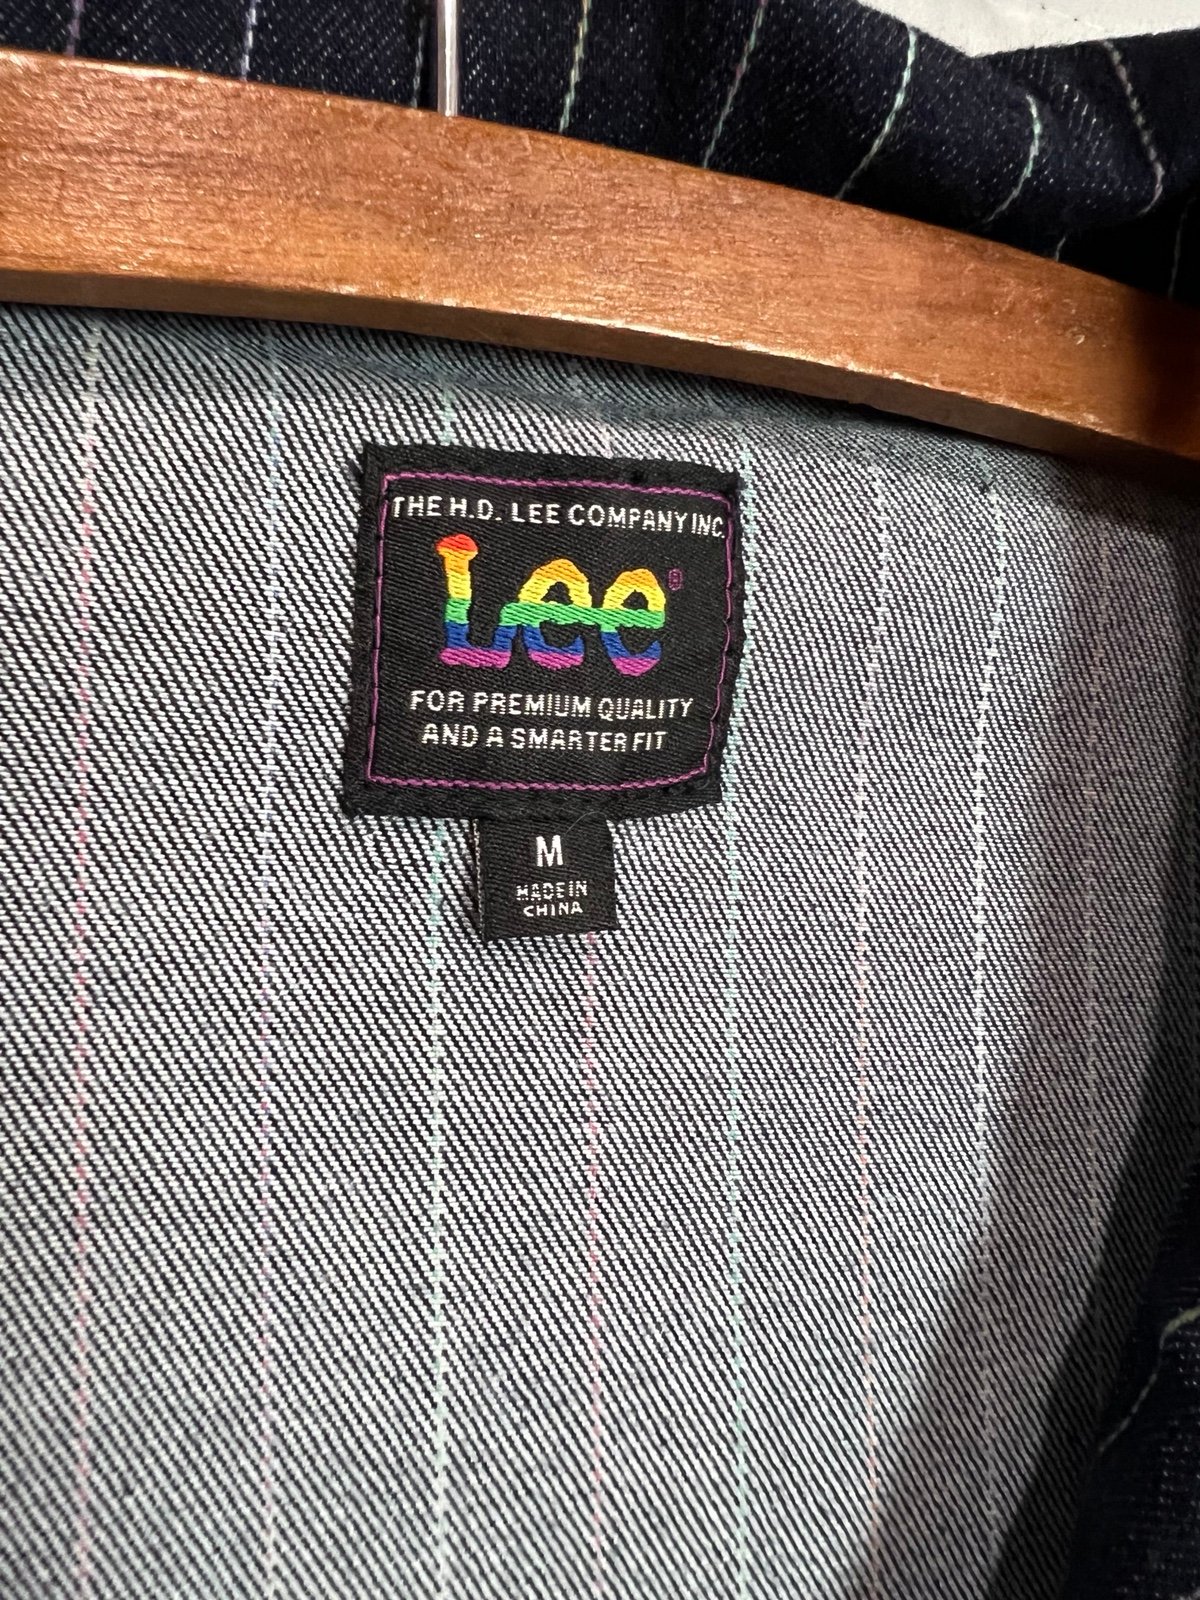 THE H.D. LEE COMPANY INC.
Lee®
FOR PREMIUM QUALITY
AND A SMARTER FIT
M
MADE IN
CHINA